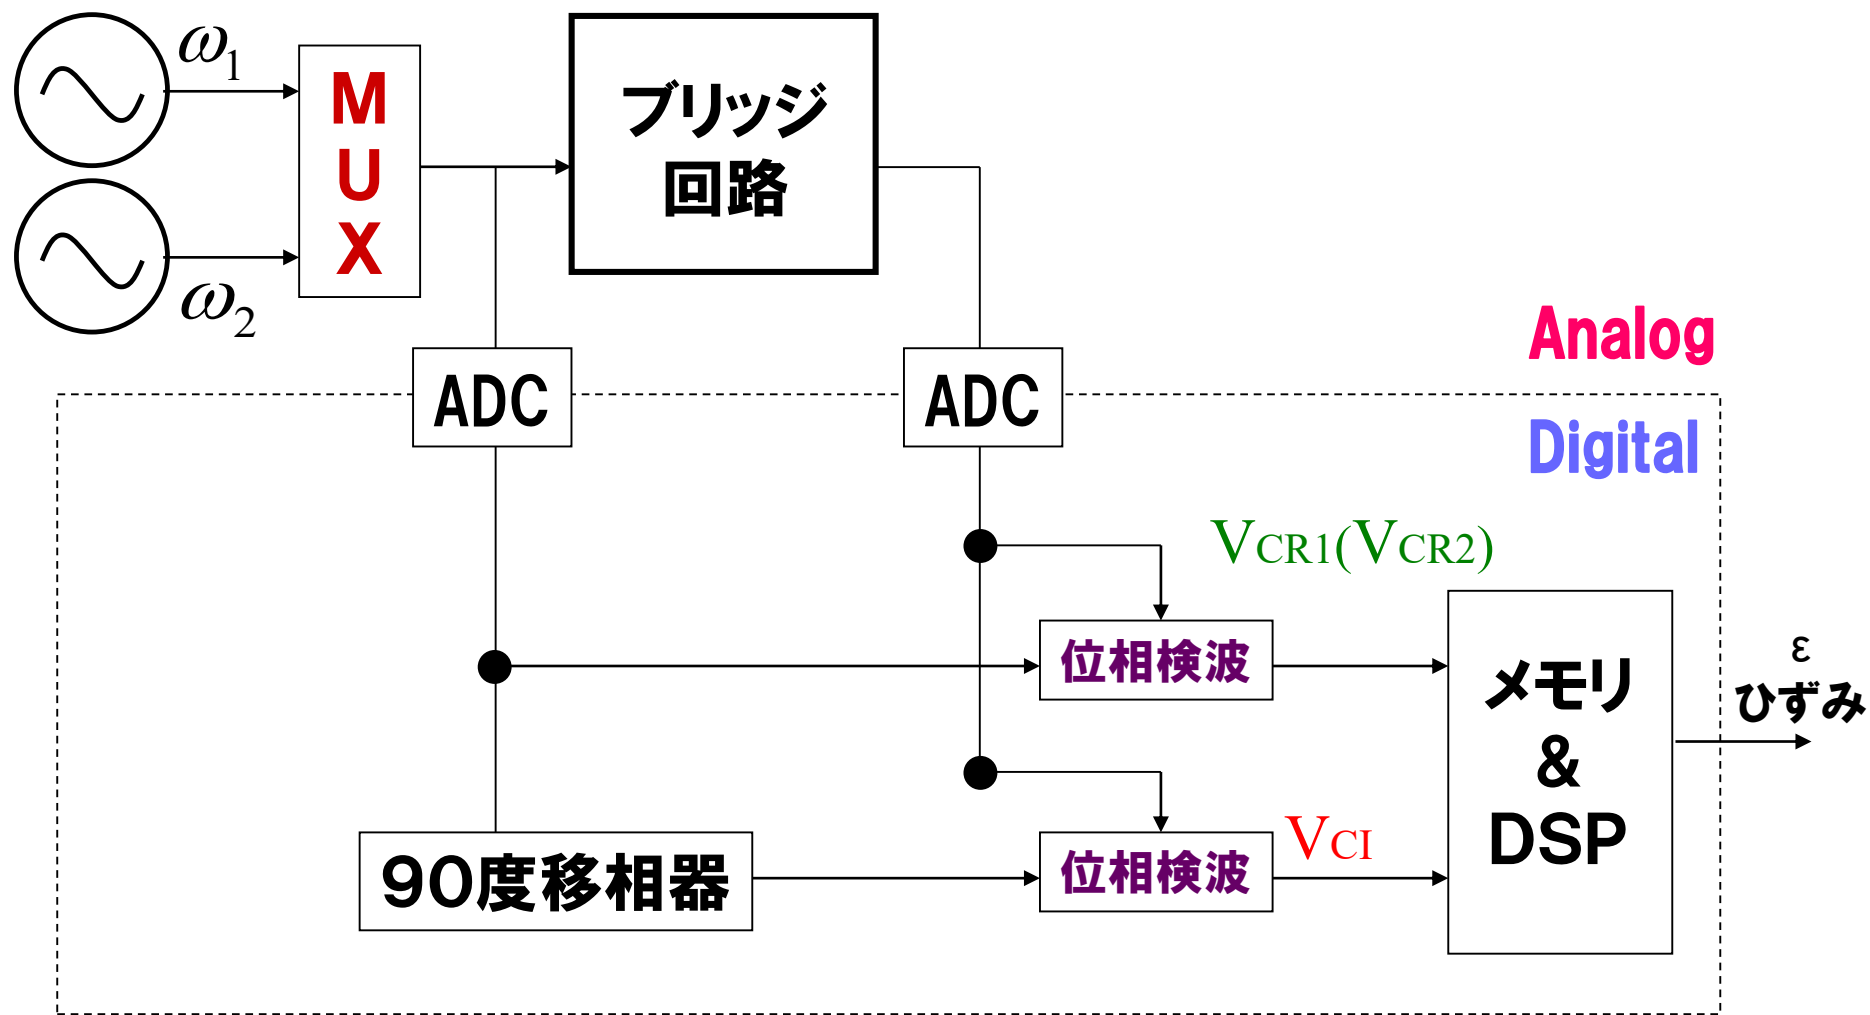 ω1
MUX
ブリッジ
回路
ω2
Analog
ADC
ADC
Digital
VCR1(VCR2)
位相検波
メモリ
&
DSP
ε
ひずみ
90度移相器
位相検波
VCI